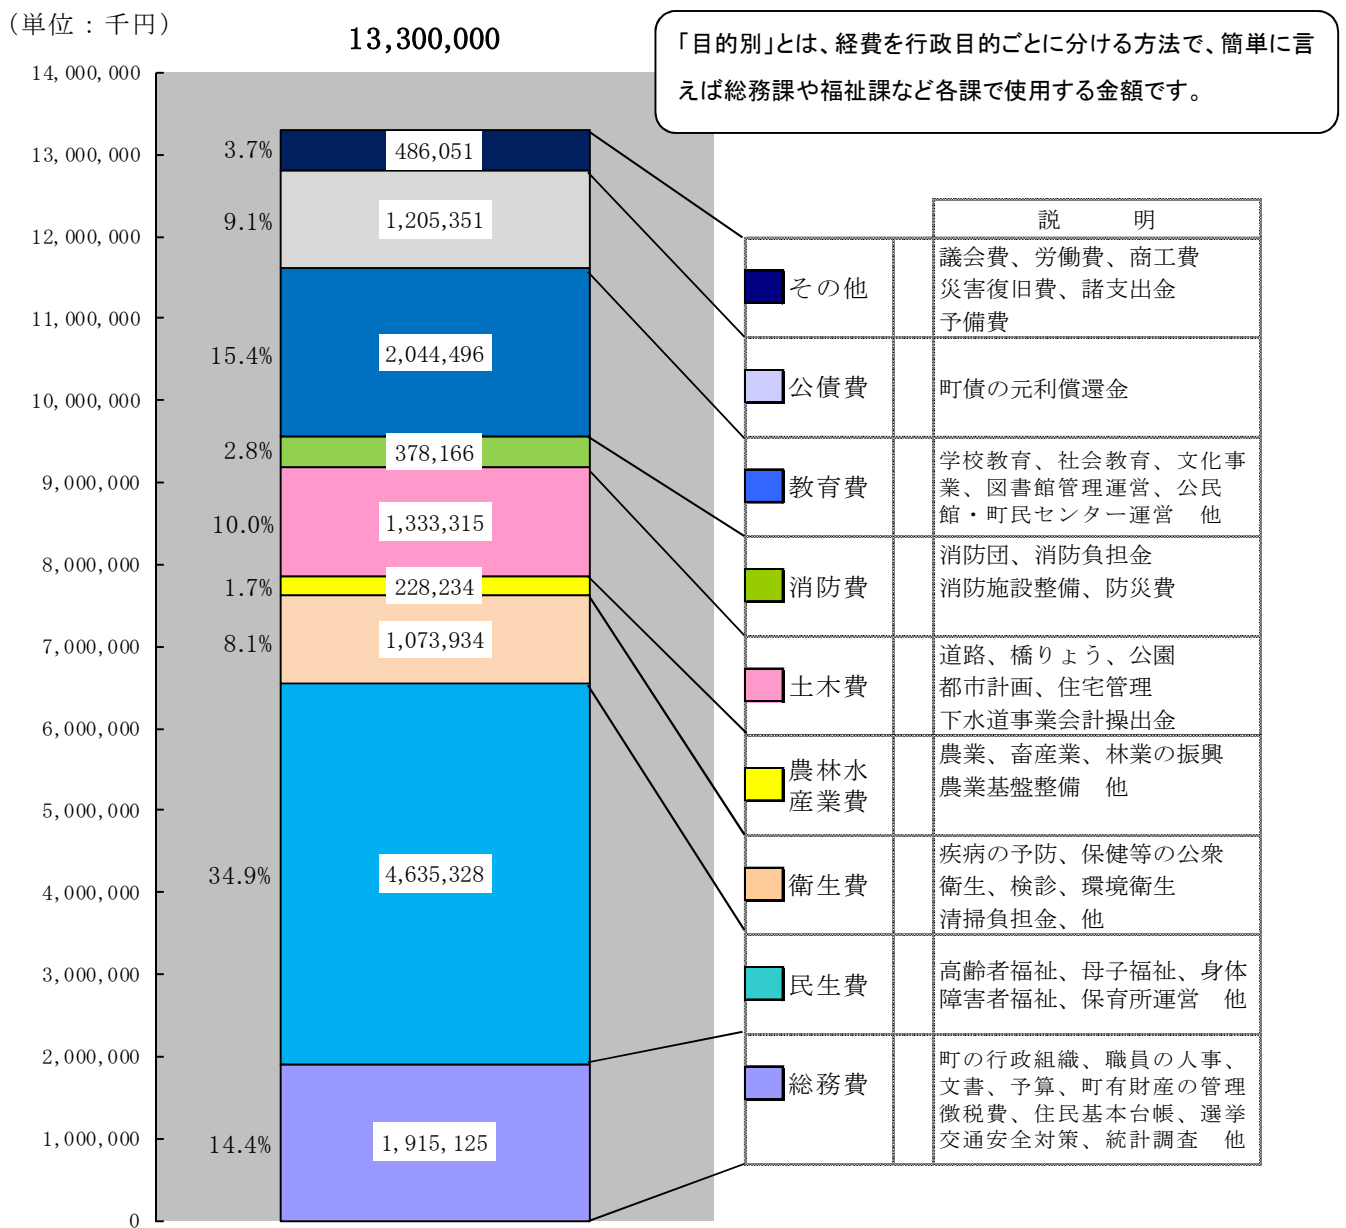 （単位：千円）
13,300,000
「目的別」とは、経費を行政目的ごとに分ける方法で、簡単に言
えば総務課や福祉課など各課で使用する金額です。
14,000,000
13,000,000
12,000,000
11,000,000
10,000,000
9,000,000
8,000,000
7,000,000
6,000,000
5,000,000
4,000,000
3,000,000
2,000,000
1,000,000
0
3.7%
486,051
9.1%
1,205,351
15.4%
2,044,496
2.8%
378,166
10.0%
1,333,315
1.7%
228,234
8.1%
1,073,934
34.9%
4,635,328
14.4%
1,915,125
説　明
その他
議会費、労働費、商工費
災害復旧費、諸支出金
予備費
公債費
町債の元利償還金
教育費
学校教育、社会教育、文化事
業、図書館管理運営、公民
館・町民センター運営　他
消防費
消防団、消防負担金
消防施設整備、防災費
土木費
道路、橋りょう、公園
都市計画、住宅管理
下水道事業会計操出金
農林水
産業費
農業、畜産業、林業の振興
農業基盤整備　他
衛生費
疾病の予防、保健等の公衆
衛生、検診、環境衛生
清掃負担金、他
民生費
高齢者福祉、母子福祉、身体
障害者福祉、保育所運営　他
総務費
町の行政組織、職員の人事、
文書、予算、町有財産の管理
徴税費、住民基本台帳、選挙
交通安全対策、統計調査　他